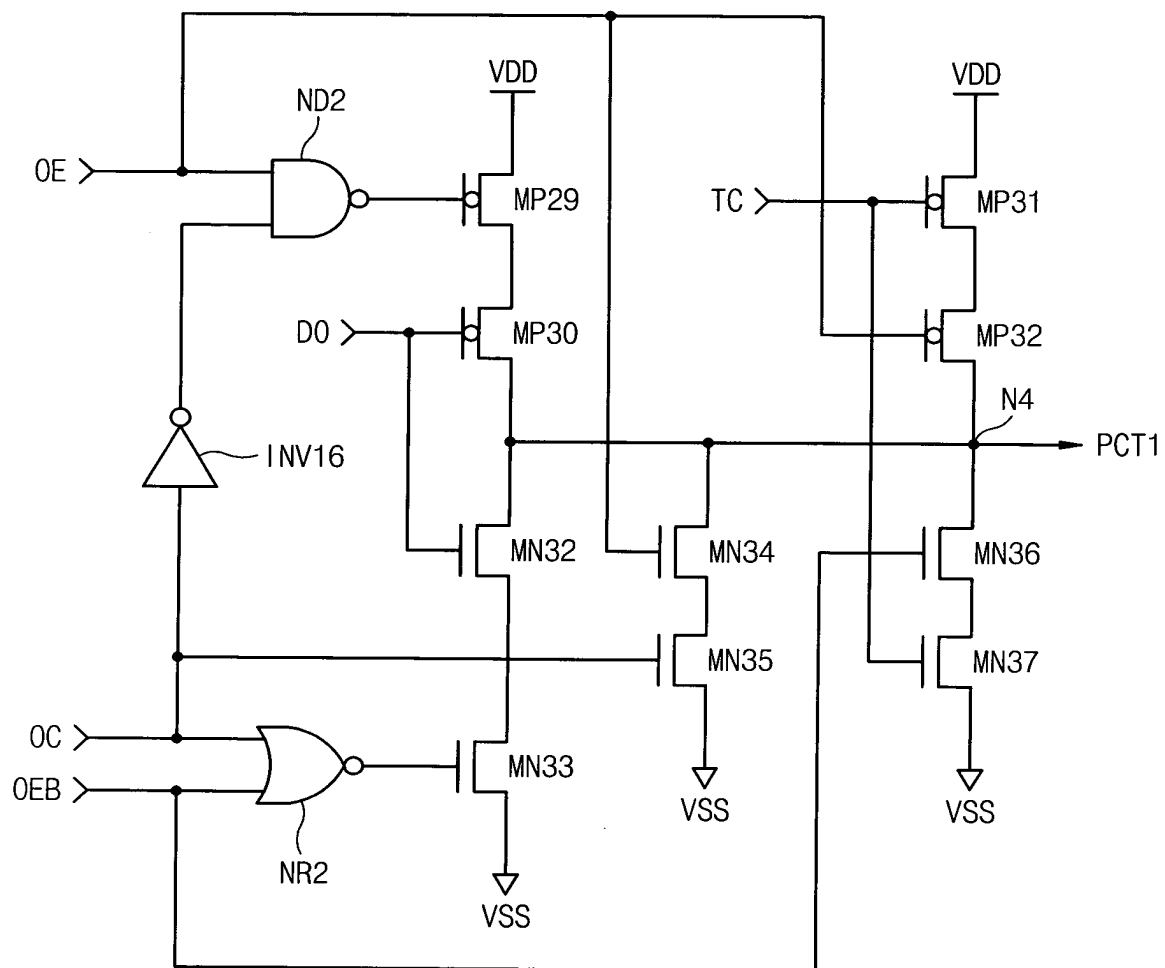 VDD
VDD
ND2
OE
MP29
TC
MP31
DO
MP30
MP32
N4
PCT1
INV16
MN32
MN34
MN36
MN35
MN37
OC
OEB
MN33
VSS
VSS
NR2
VSS